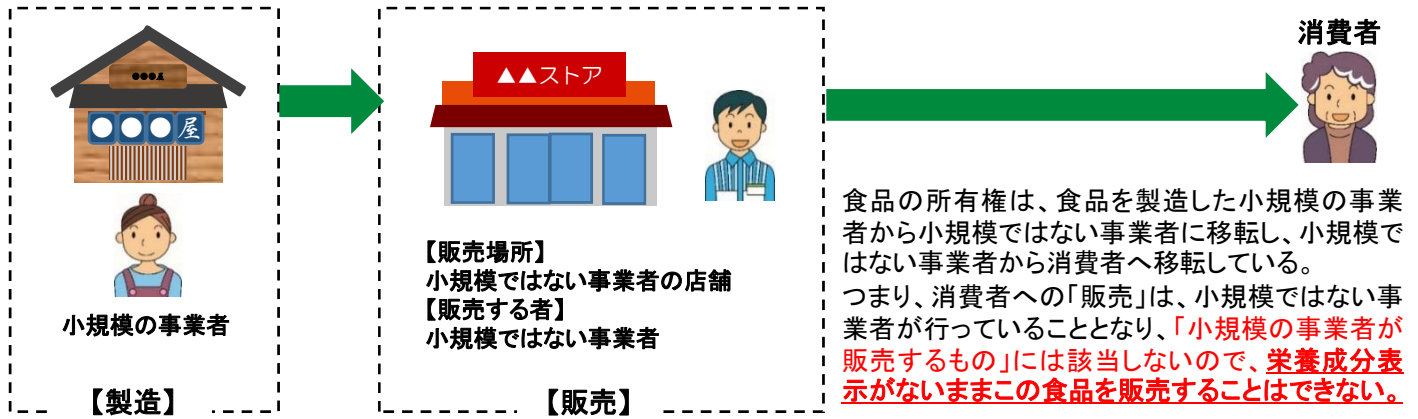 ●●●屋
屋
小規模の事業者
【製造】
▲▲ストア
【販売場所】
小規模ではない事業者の店舗
【販売する者】
小規模ではない事業者
【販売】
消費者
食品の所有権は、食品を製造した小規模の事業
者から小規模ではない事業者に移転し、小規模で
はない事業者から消費者へ移転している。
つまり、消費者への「販売」は、小規模ではない事
業者が行っていることとなり、「小規模の事業者が
販売するもの」には該当しないので、栄養成分表
示がないままこの食品を販売することはできない。